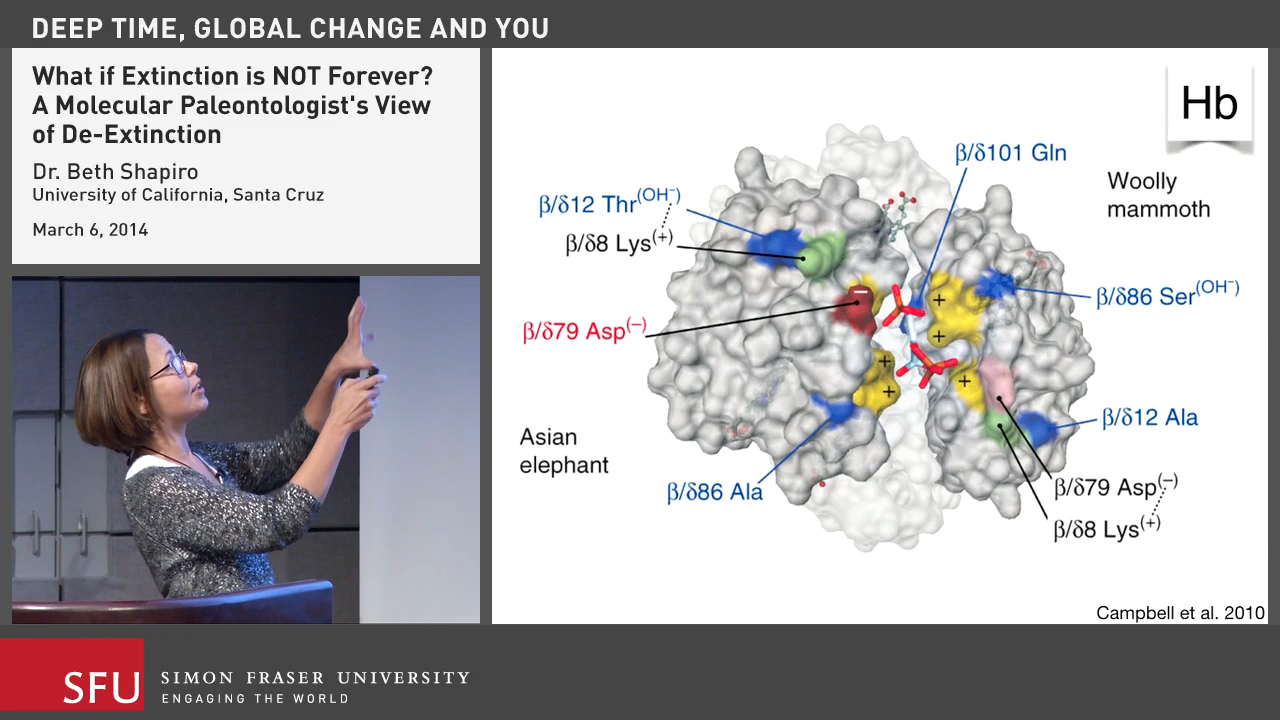 DEEP TIME, GLOBAL CHANGE AND YOU
What if Extinction is NOT Forever?
A Molecular Paleontologist's View
of De-Extinction
Dr. Beth Shapiro
University of California, Santa Cruz
March 6, 2014
Hb
β/δ101 Gln
Woolly
mammoth
β/δ12 Thr(OH⁻)
β/δ8 Lys(+)
β/δ86 Ser(OH⁻)
β/δ79 Asp(−)
−
+
+
+
+
+
β/δ12 Ala
Asian
elephant
β/δ86 Ala
β/δ79 Asp(−)
β/δ8 Lys(+)
Campbell et al. 2010
SFU
SIMON FRASER UNIVERSITY
ENGAGING THE WORLD